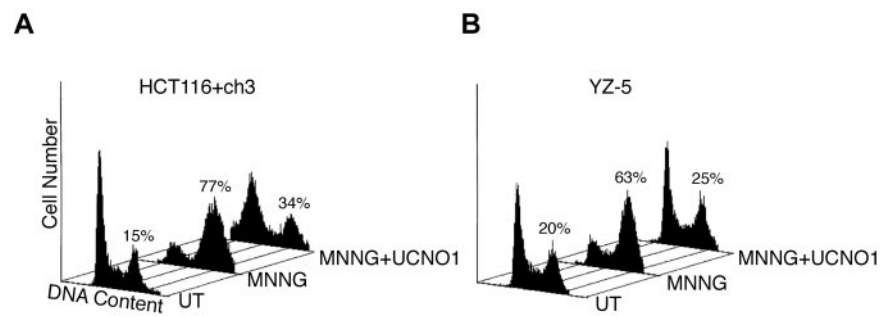 A
HCT116+ch3
Cell Number
15%
77%
34%
DNA Content
UT
MNNG
MNNG+UCNO1
B
YZ-5
20%
63%
25%
UT
MNNG
MNNG+UCNO1